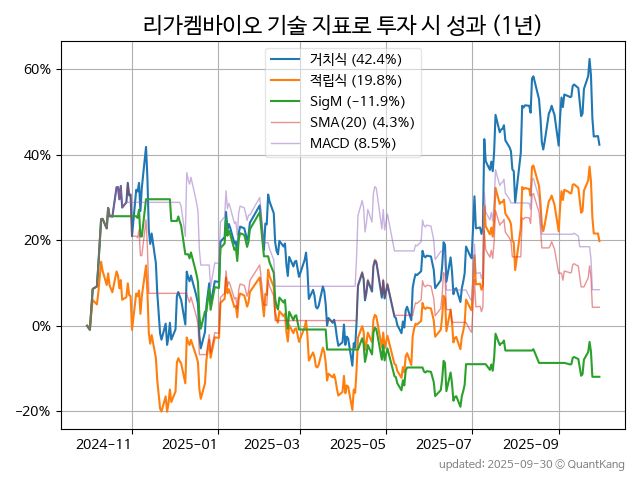 리가켐바이오 기술 지표로 투자 시 성과 (1년)
거치식 (42.4%)
적립식 (19.8%)
SigM (−11.9%)
SMA(20) (4.3%)
MACD (8.5%)
60%
40%
20%
0%
−20%
2024-11
2025-01
2025-03
2025-05
2025-07
2025-09
updated: 2025-09-30 © QuantKang